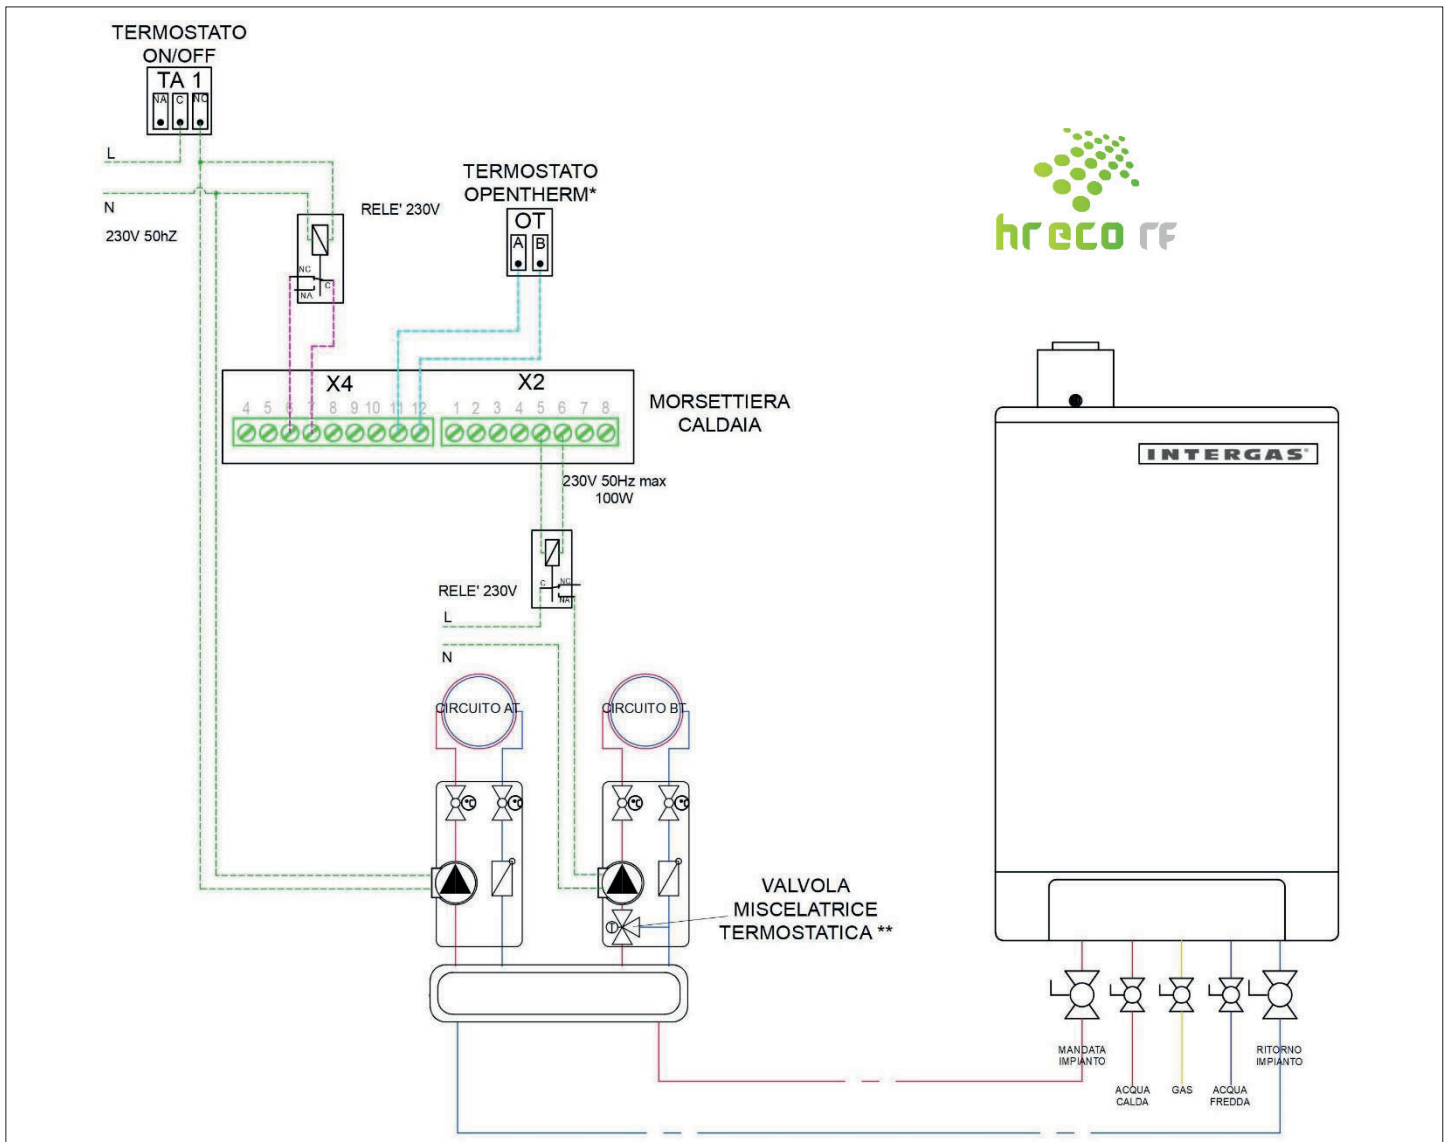 TERMOSTATO
ON/OFF
TA 1
NA C NC
L
N
230V 50hZ
RELE' 230V
NC
C
NA
TERMOSTATO
OPENTHERM*
OT
A B
hreco rf
X4 X2
4 5 6 7 8 9 10 11 12 1 2 3 4 5 6 7 8
MORSETTIERA
CALDAIA
230V 50Hz max
100W
RELE' 230V
C NC
NA
L
N
CIRCUITO AT CIRCUITO BT
VALVOLA
MISCELATRICE
TERMOSTATICA **
INTERGAS
MANDATA
IMPIANTO
ACQUA
CALDA
GAS
ACQUA
FREDDA
RITORNO
IMPIANTO